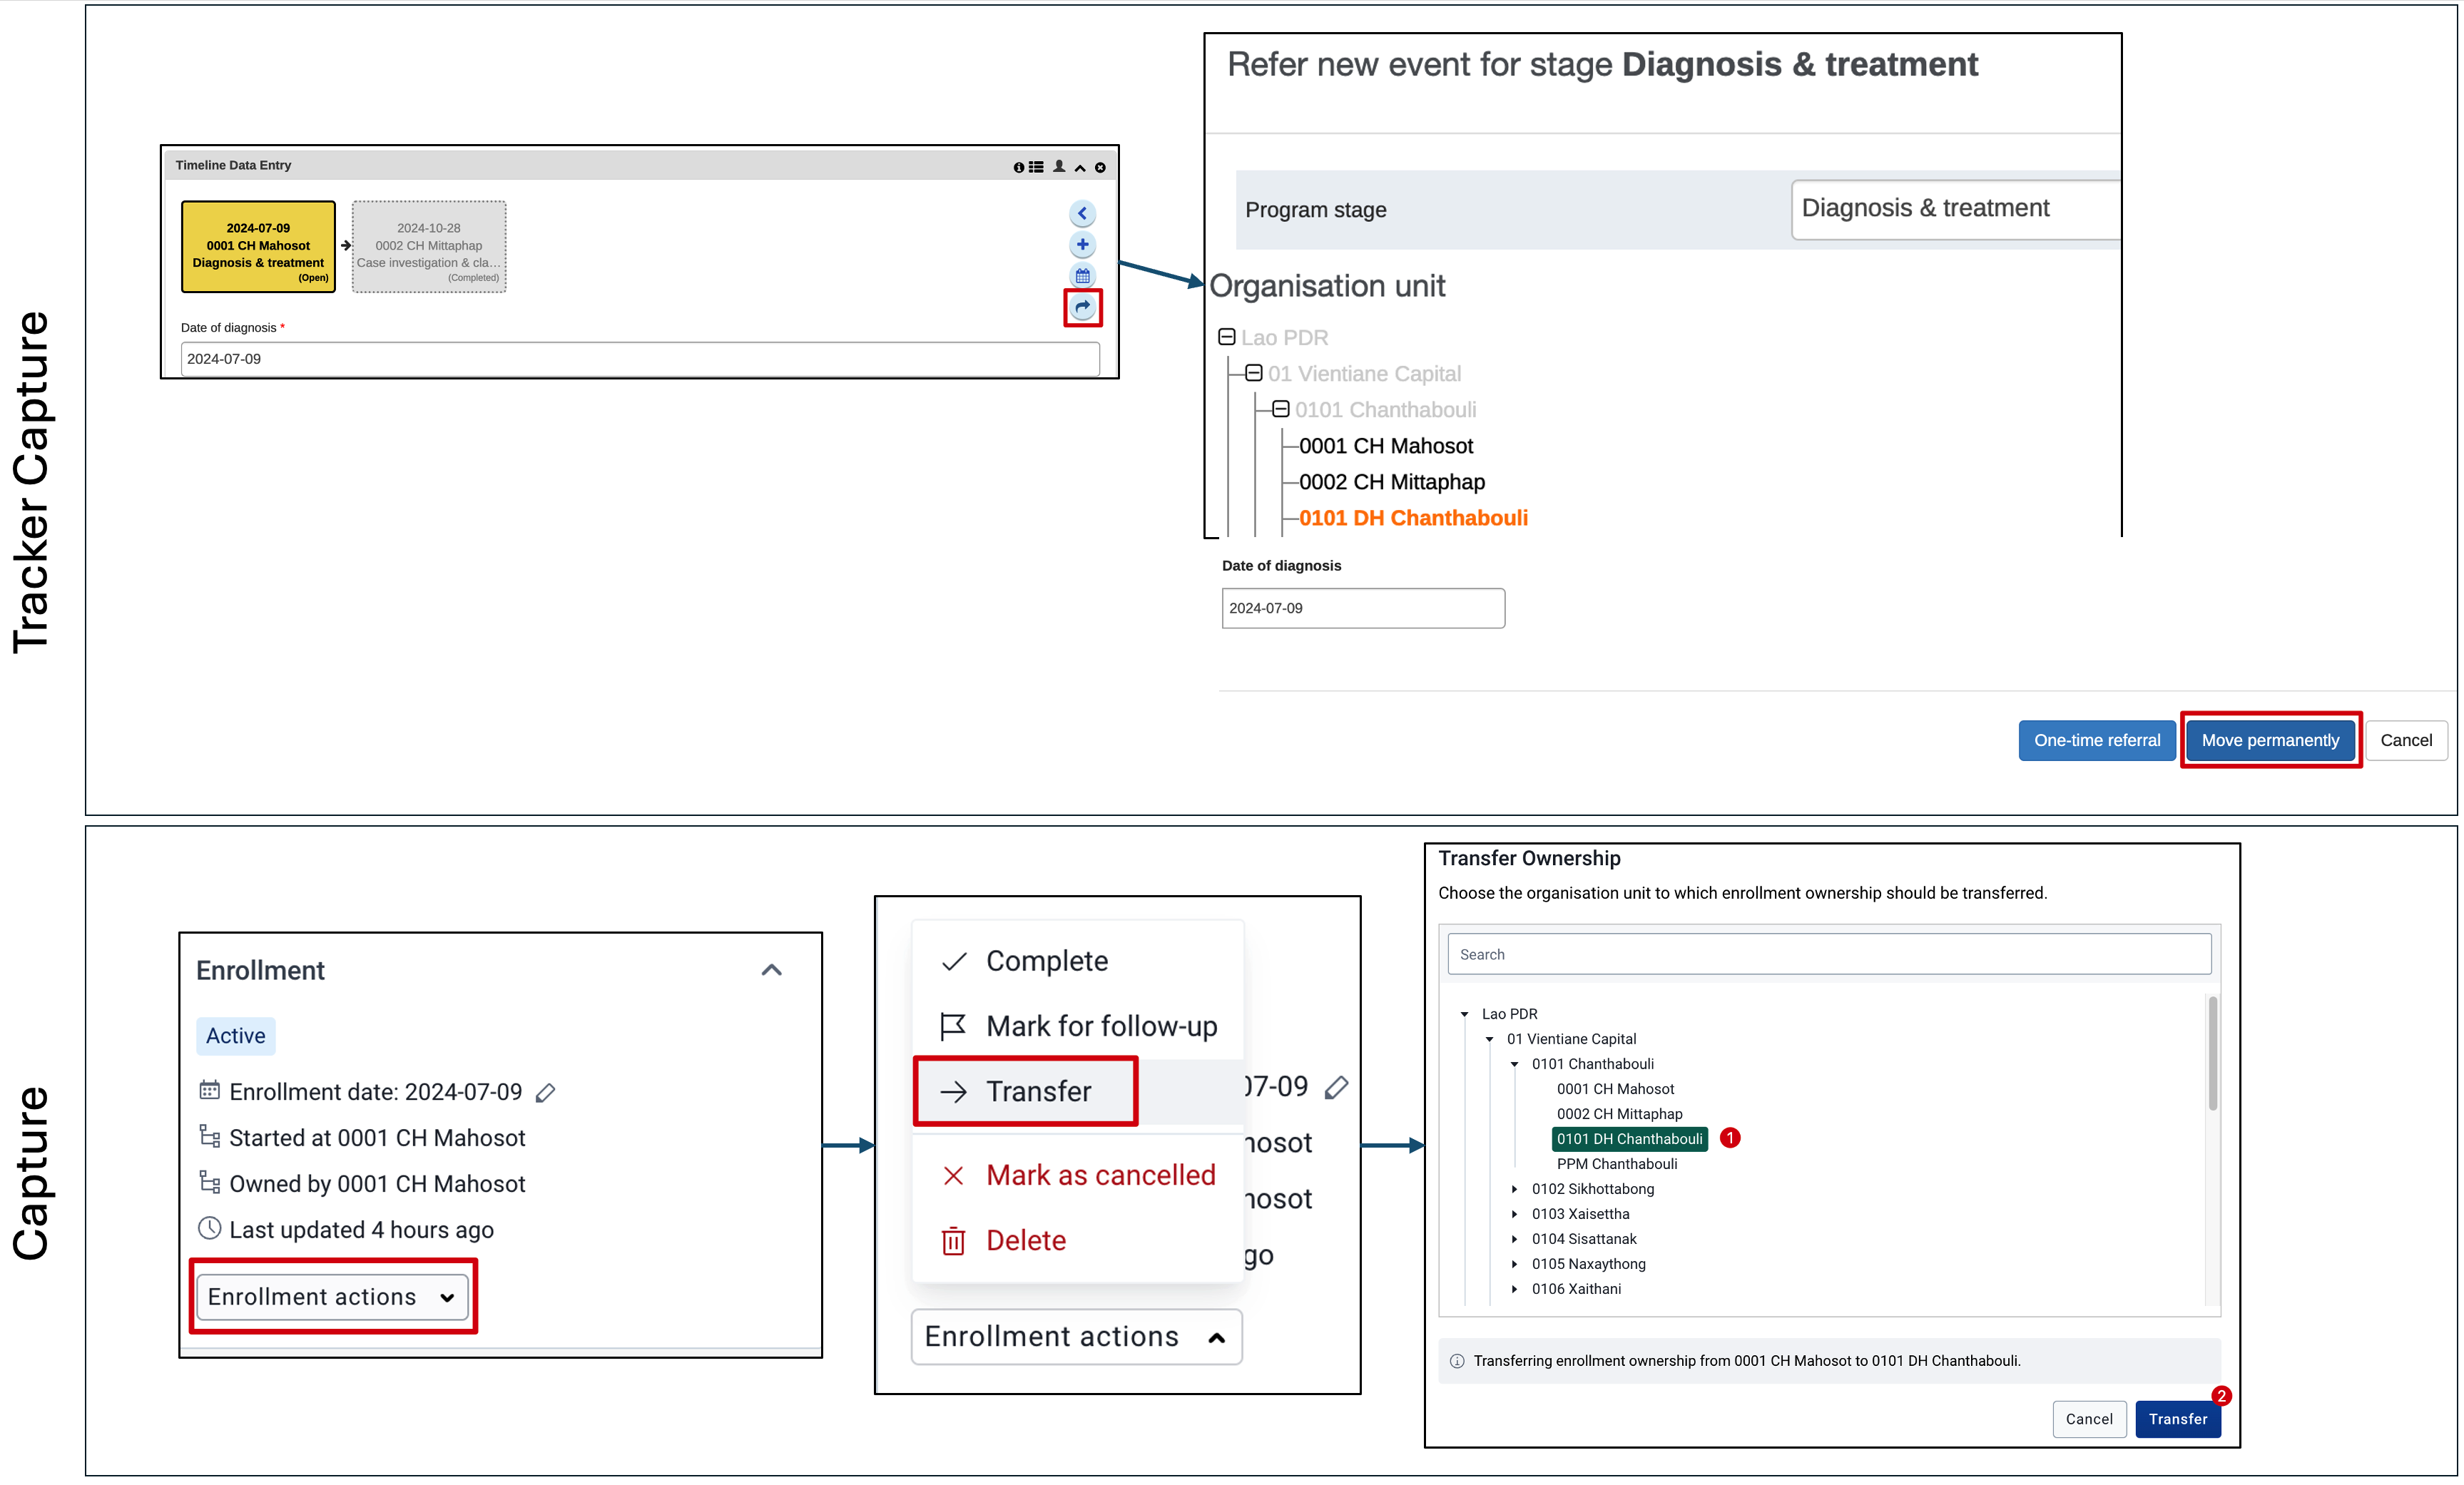 Tracker Capture
Timeline Data Entry
2024-07-09
0001 CH Mahosot
Diagnosis & treatment
(Open)
2024-10-28
0002 CH Mittaphap
Case investigation & cla...
(Completed)
Date of diagnosis *
2024-07-09
Refer new event for stage Diagnosis & treatment
Program stage
Diagnosis & treatment
Organisation unit
Lao PDR
01 Vientiane Capital
0101 Chanthabouli
0001 CH Mahosot
0002 CH Mittaphap
0101 DH Chanthabouli
Date of diagnosis
2024-07-09
One-time referral
Move permanently
Cancel
Capture
Enrollment
Active
Enrollment date: 2024-07-09
Started at 0001 CH Mahosot
Owned by 0001 CH Mahosot
Last updated 4 hours ago
Enrollment actions
Complete
Mark for follow-up
Transfer
Mark as cancelled
Delete
07-09
hosot
hosot
go
Enrollment actions
Transfer Ownership
Choose the organisation unit to which enrollment ownership should be transferred.
Search
Lao PDR
01 Vientiane Capital
0101 Chanthabouli
0001 CH Mahosot
0002 CH Mittaphap
0101 DH Chanthabouli 1
PPM Chanthabouli
0102 Sikhottabong
0103 Xaisettha
0104 Sisattanak
0105 Naxaythong
0106 Xaithani
Transferring enrollment ownership from 0001 CH Mahosot to 0101 DH Chanthabouli.
2
Cancel
Transfer